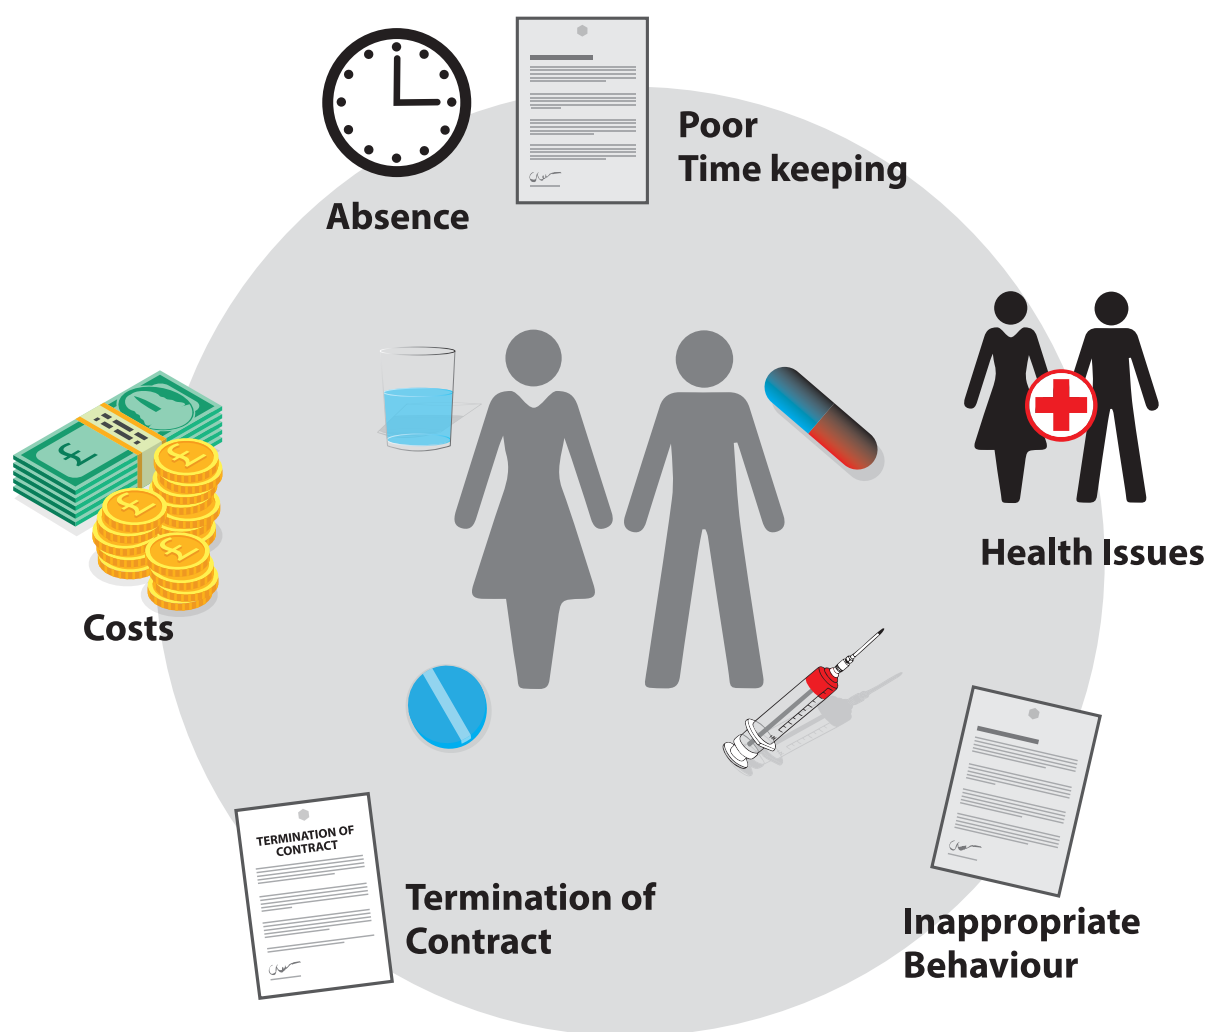 Absence
Poor
Time keeping
Health Issues
Costs
TERMINATION OF
CONTRACT
Termination of
Contract
Inappropriate
Behaviour